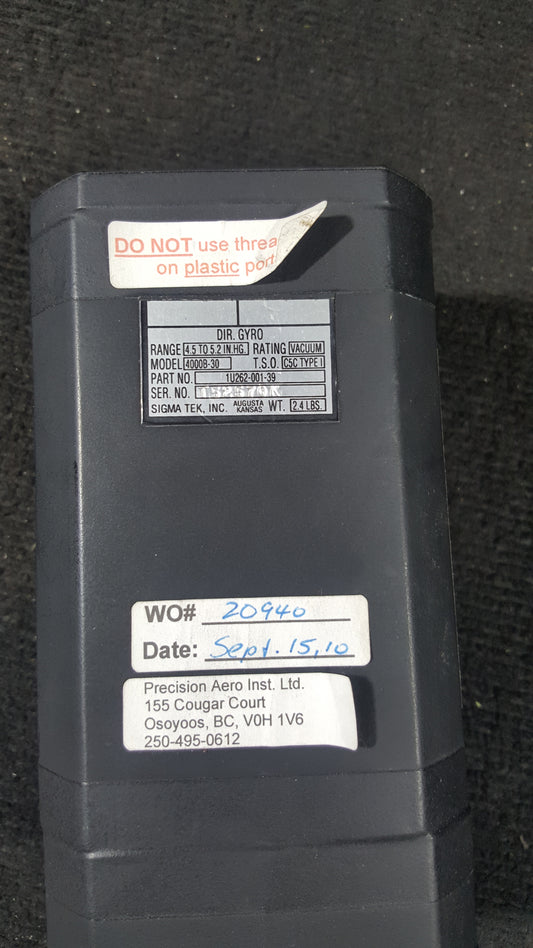 DO NOT use
on plastic
DIR. GYRO
RANGE 4.5 TO 5.2 IN.HG. RATING VACUUM
MODEL 4000B-30 T.S.O. C5C TYPE I
PART NO. 1U262-001-39
SER. NO.
SIGMA TEK, INC. AUGUSTA KANSAS WT. 2.4 LBS.
WO# 20940
Date: Sept. 15, 10
Precision Aero Inst. Ltd.
155 Cougar Court
Osoyoos, BC, V0H 1V6
250-495-0612